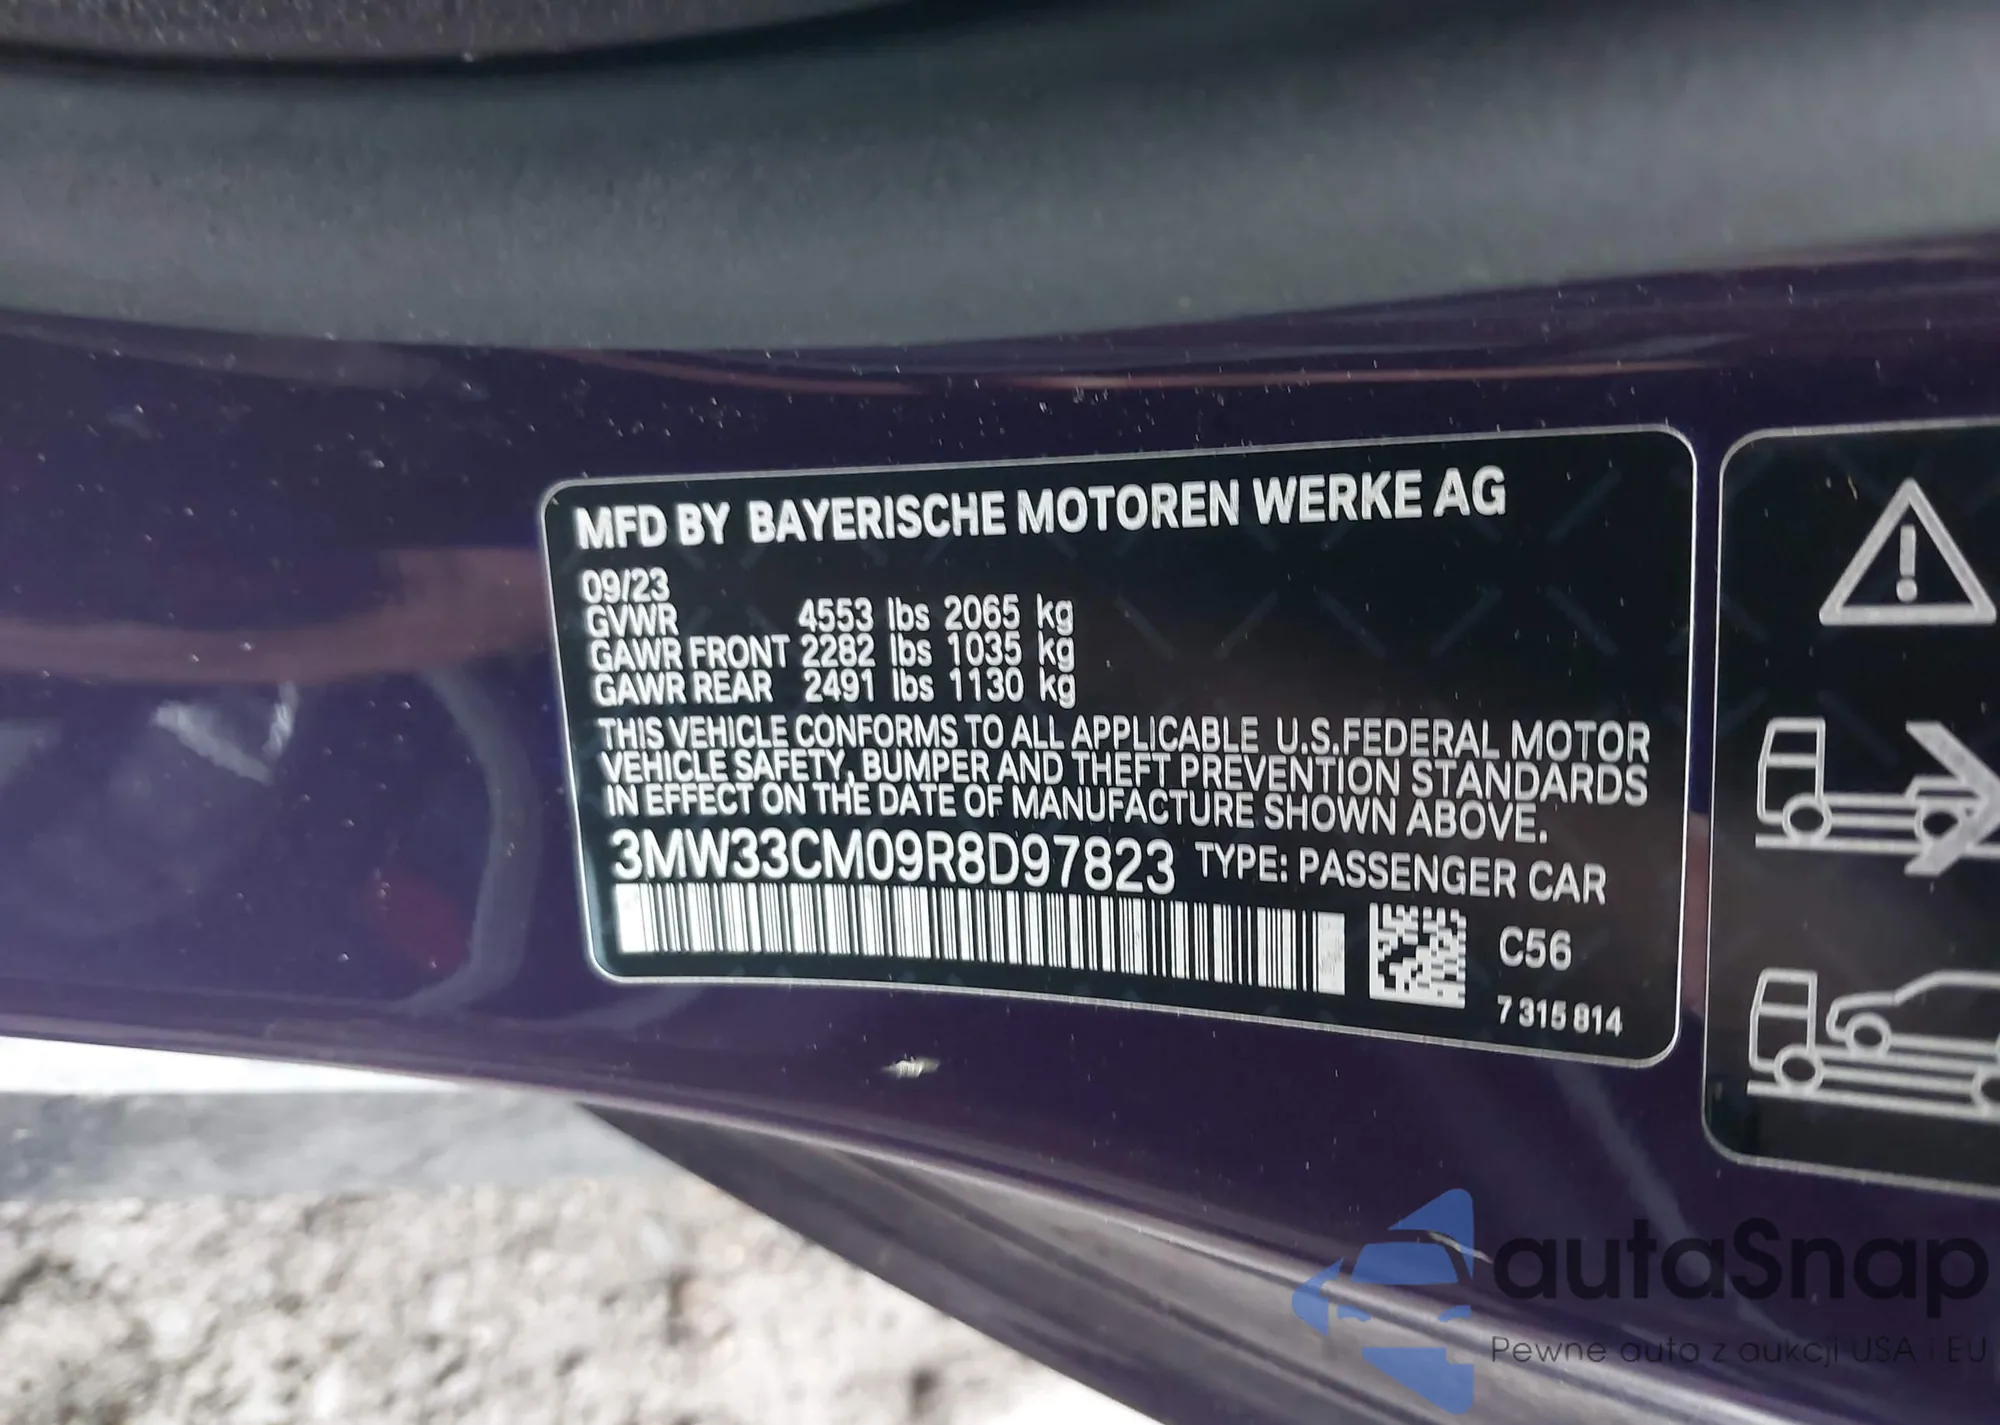 MFD BY BAYERISCHE MOTOREN WERKE AG
09/23
GVWR 4553 lbs 2065 kg
GAWR FRONT 2282 lbs 1035 kg
GAWR REAR 2491 lbs 1130 kg
THIS VEHICLE CONFORMS TO ALL APPLICABLE U.S.FEDERAL MOTOR
VEHICLE SAFETY, BUMPER AND THEFT PREVENTION STANDARDS
IN EFFECT ON THE DATE OF MANUFACTURE SHOWN ABOVE.
3MW33CM09R8D97823 TYPE: PASSENGER CAR
C56
7 315 814
autaSnap
Pewne auto z aukcji USA i EU